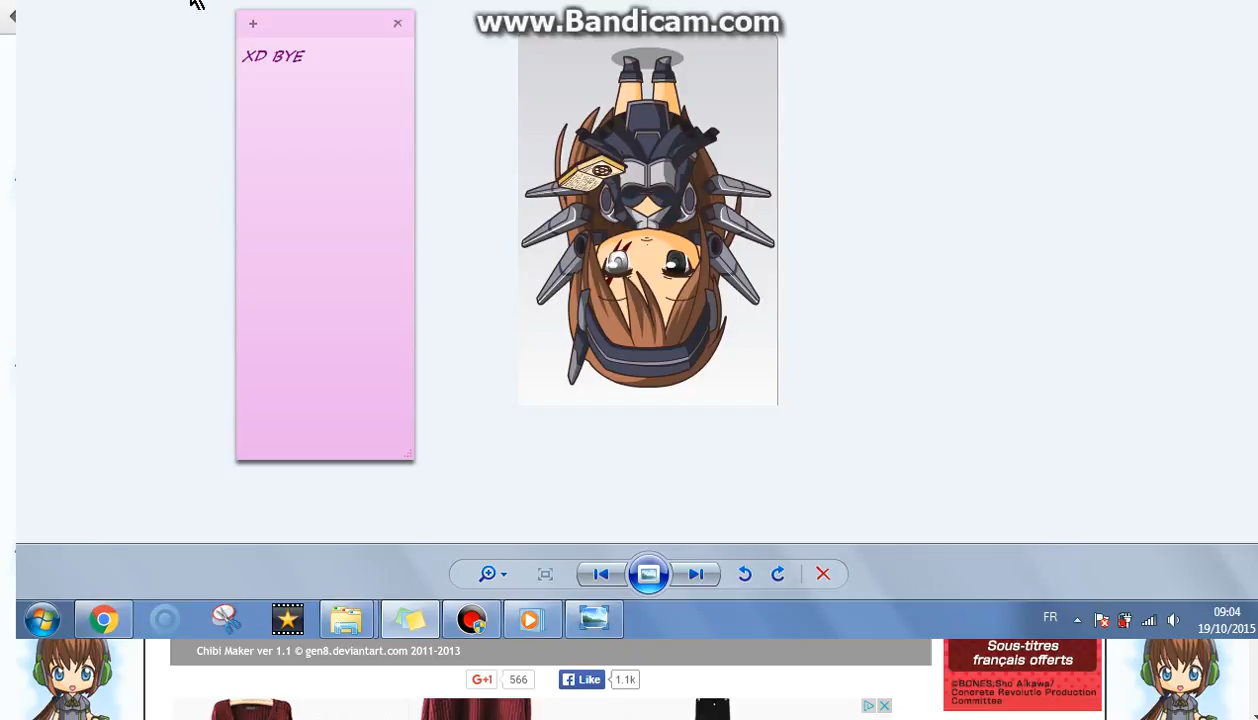 www.Bandicam.com
XD BYE
FR
09:04
19/10/2015
Chibi Maker ver 1.1 © gen8.deviantart.com 2011-2013
G+1 566 Like 1.1k
Sous-titres
français offerts
©BONES;Sho Aikawa/
Concrete Revolutio Production
Committee